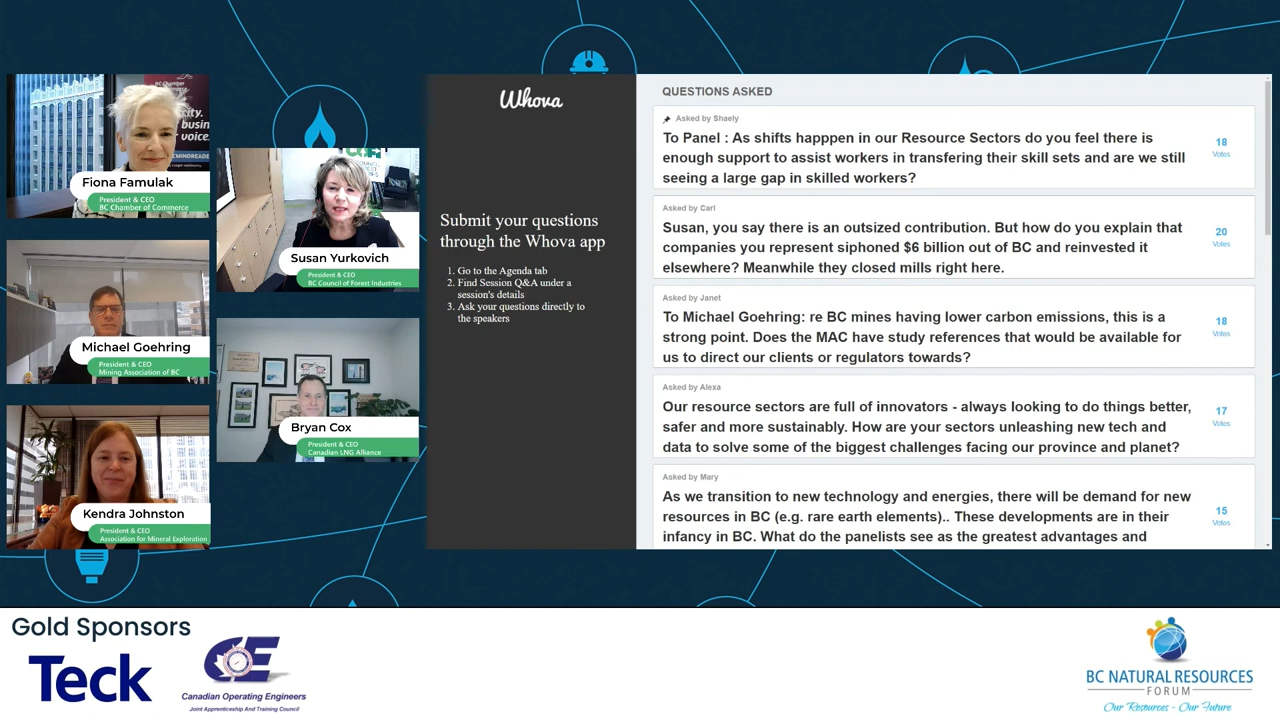 BC Chamber
city.
busin
voice
CMINDREADE
Fiona Famulak
President & CEO
BC Chamber of Commerce
Susan Yurkovich
President & CEO
BC Council of Forest Industries
Michael Goehring
President & CEO
Mining Association of BC
Bryan Cox
President & CEO
Canadian LNG Alliance
Kendra Johnston
President & CEO
Association for Mineral Exploration
Whova
Submit your questions
through the Whova app
1. Go to the Agenda tab
2. Find Session Q&A under a
session's details
3. Ask your questions directly to
the speakers
QUESTIONS ASKED
Asked by Shaely
To Panel : As shifts happpen in our Resource Sectors do you feel there is
enough support to assist workers in transfering their skill sets and are we still
seeing a large gap in skilled workers?
18
Votes
Asked by Carl
Susan, you say there is an outsized contribution. But how do you explain that
companies you represent siphoned $6 billion out of BC and reinvested it
elsewhere? Meanwhile they closed mills right here.
20
Votes
Asked by Janet
To Michael Goehring: re BC mines having lower carbon emissions, this is a
strong point. Does the MAC have study references that would be available for
us to direct our clients or regulators towards?
18
Votes
Asked by Alexa
Our resource sectors are full of innovators - always looking to do things better,
safer and more sustainably. How are your sectors unleashing new tech and
data to solve some of the biggest challenges facing our province and planet?
17
Votes
Asked by Mary
As we transition to new technology and energies, there will be demand for new
resources in BC (e.g. rare earth elements).. These developments are in their
infancy in BC. What do the panelists see as the greatest advantages and
15
Votes
Gold Sponsors
Teck
Canadian Operating Engineers
Joint Apprenticeship And Training Council
BC NATURAL RESOURCES
FORUM
Our Resources - Our Future